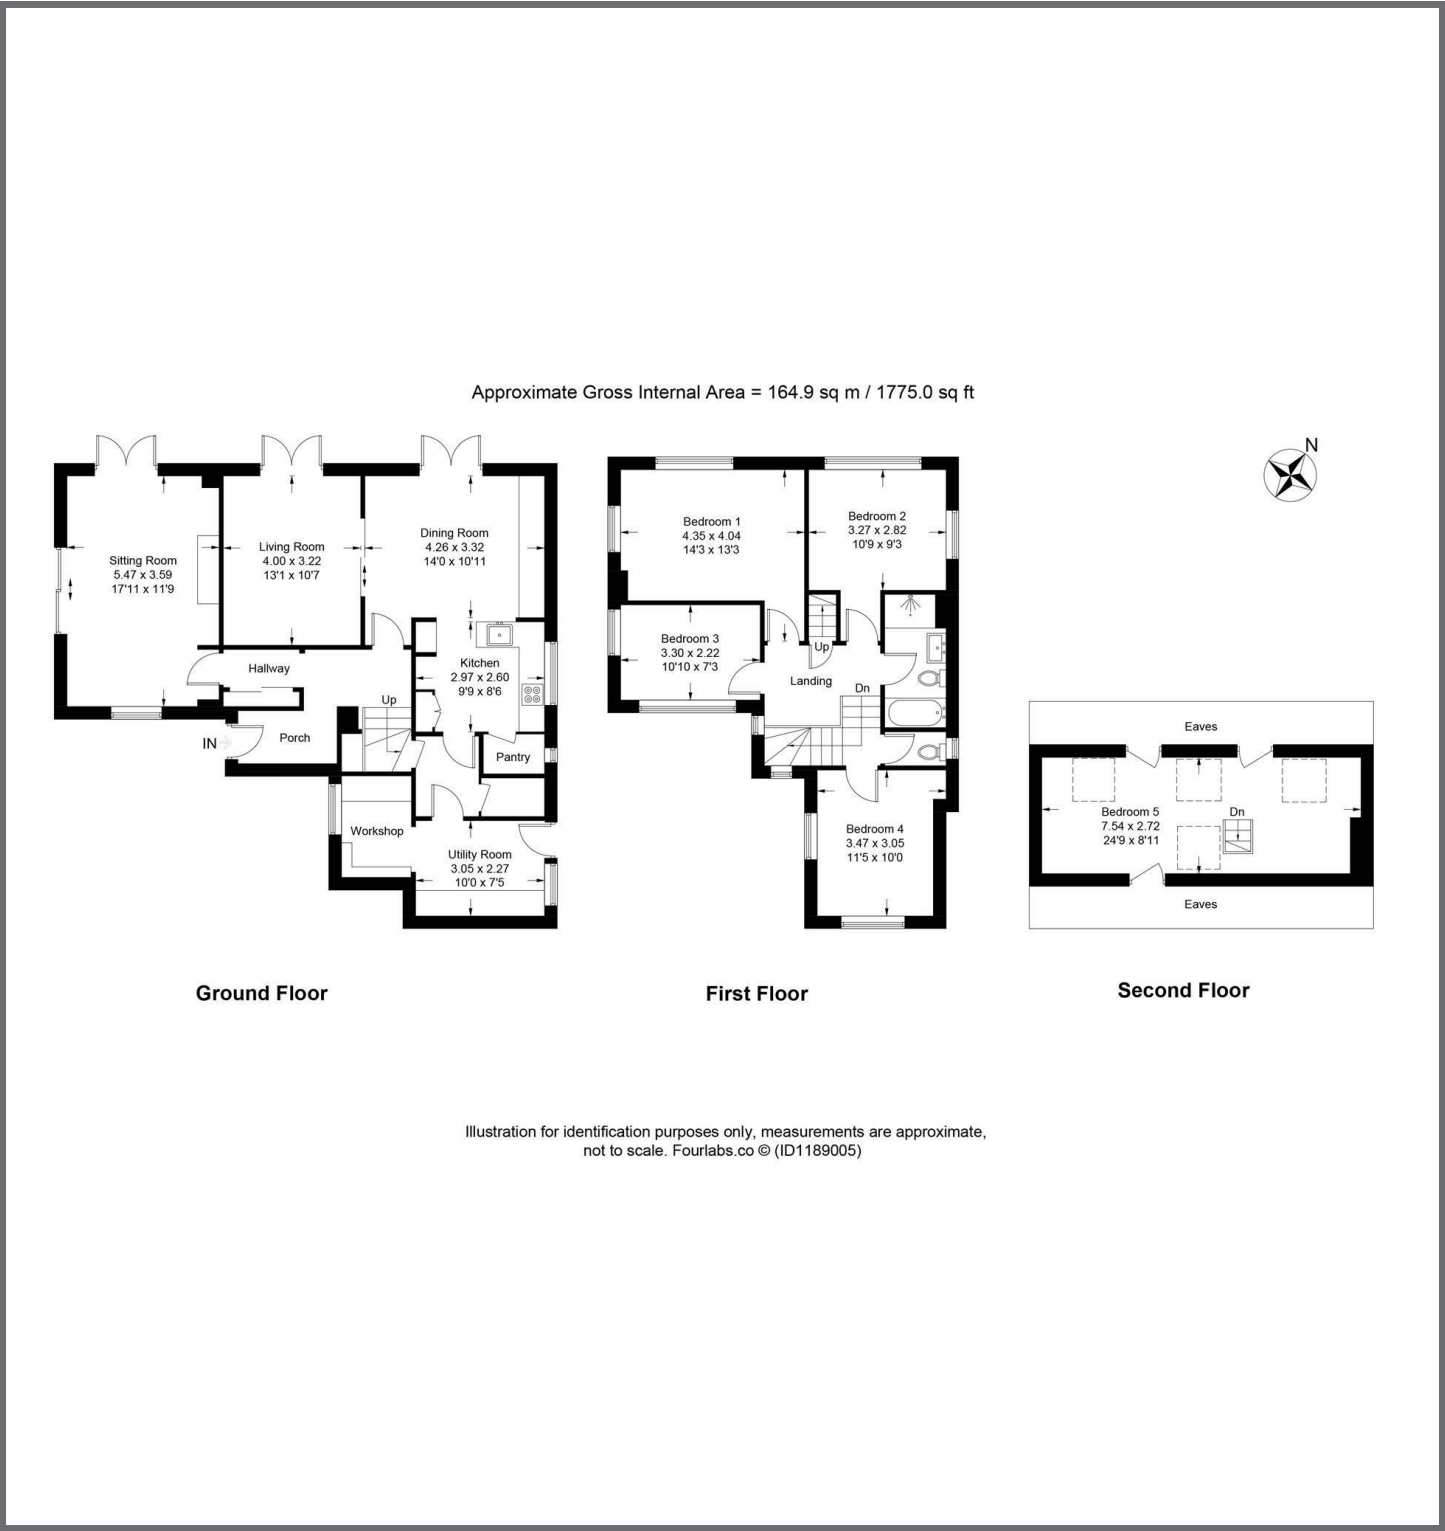 Approximate Gross Internal Area = 164.9 sq m / 1775.0 sq ft
N
Sitting Room
5.47 x 3.59
17'11 x 11'9
Living Room
4.00 x 3.22
13'1 x 10'7
Dining Room
4.26 x 3.32
14'0 x 10'11
Hallway
Kitchen
2.97 x 2.60
9'9 x 8'6
Up
IN
Porch
Pantry
Workshop
Utility Room
3.05 x 2.27
10'0 x 7'5
Ground Floor
Bedroom 1
4.35 x 4.04
14'3 x 13'3
Bedroom 2
3.27 x 2.82
10'9 x 9'3
Bedroom 3
3.30 x 2.22
10'10 x 7'3
Up
Landing
Dn
Bedroom 4
3.47 x 3.05
11'5 x 10'0
First Floor
Eaves
Bedroom 5
7.54 x 2.72
24'9 x 8'11
Dn
Eaves
Second Floor
Illustration for identification purposes only, measurements are approximate,
not to scale. Fourlabs.co © (ID1189005)